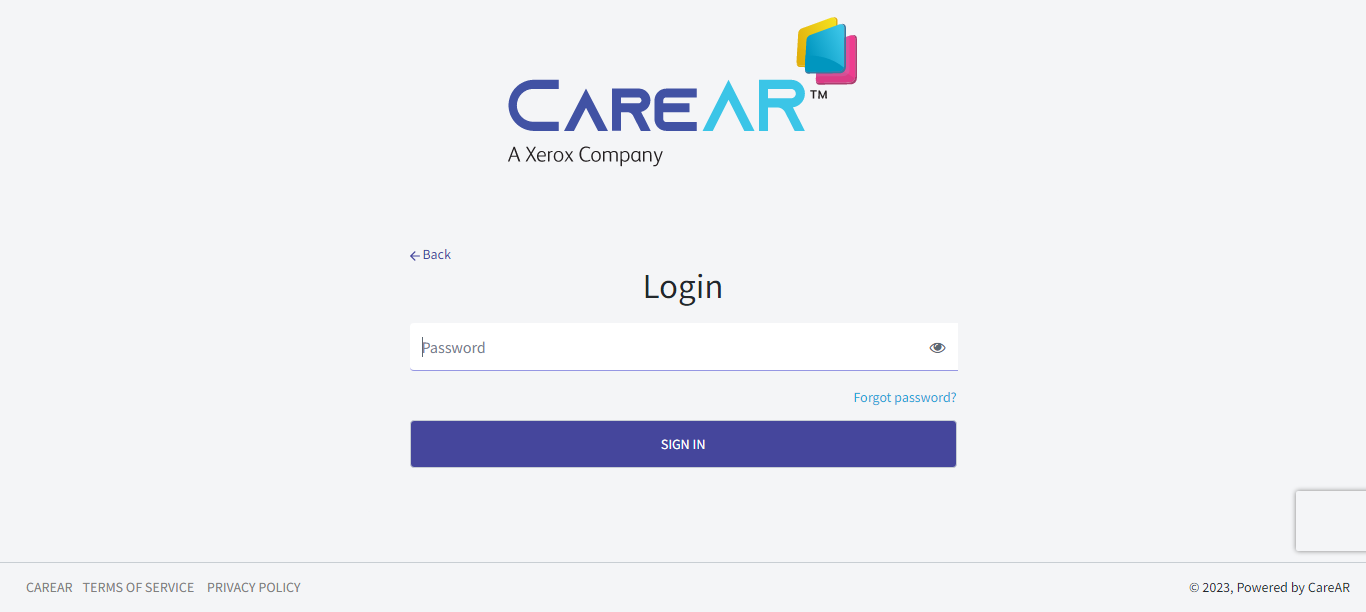 CAREAR™
A Xerox Company
Back
Login
Password
Forgot password?
SIGN IN
CAREAR TERMS OF SERVICE PRIVACY POLICY
© 2023, Powered by CareAR